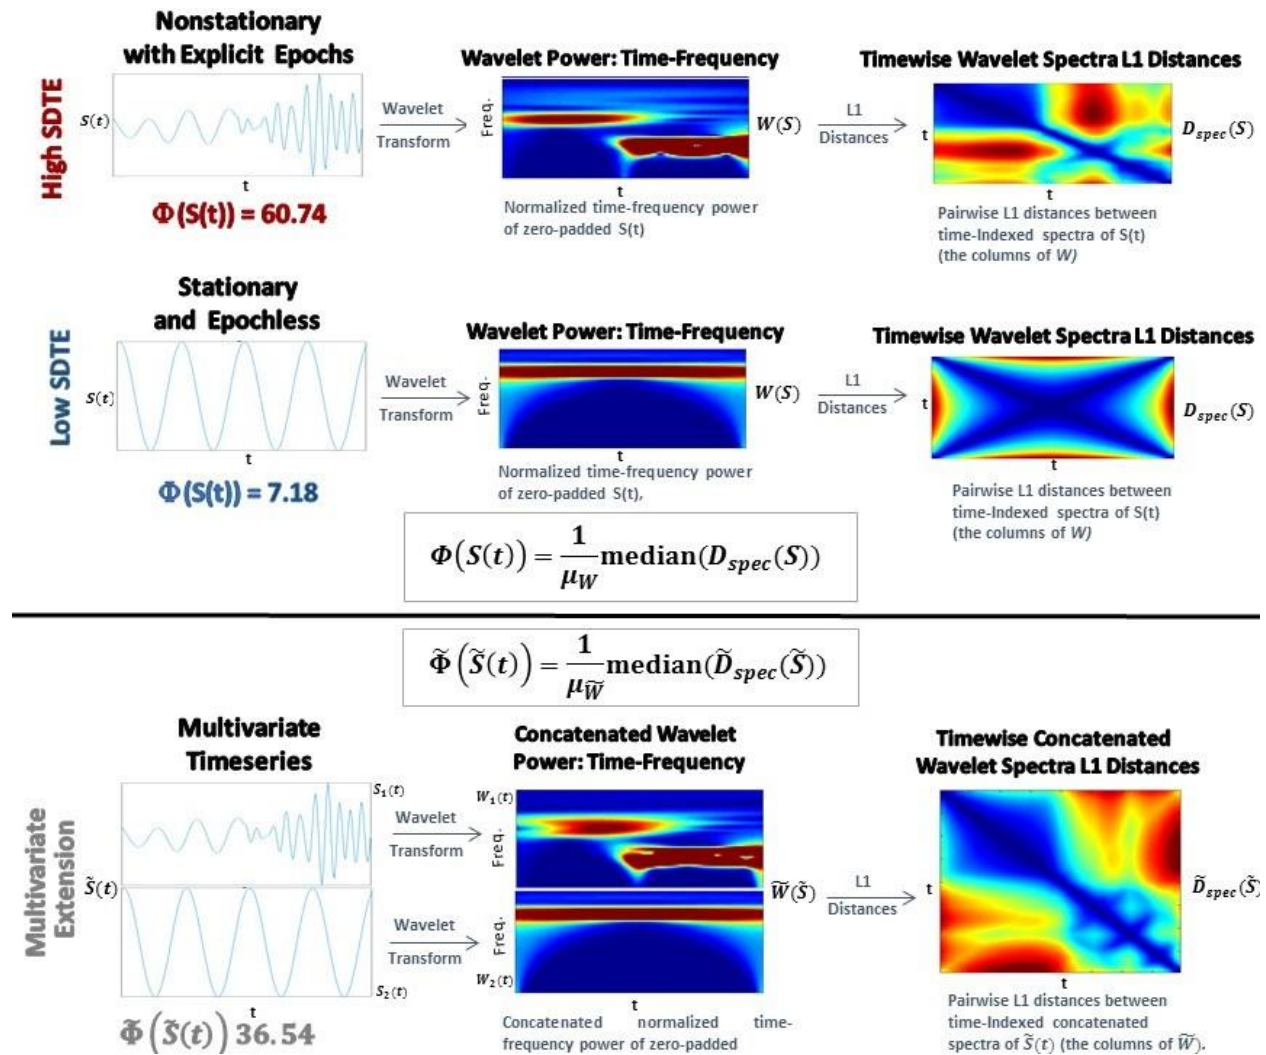 Nonstationary
with Explicit Epochs
High SDTE
S(t)
t
Φ(S(t)) = 60.74
Wavelet
Transform
Wavelet Power: Time-Frequency
Freq.
W(S)
t
Normalized time-frequency power
of zero-padded S(t)
L1
Distances
Timewise Wavelet Spectra L1 Distances
t
D_spec(S)
t
Pairwise L1 distances between
time-Indexed spectra of S(t)
(the columns of W)
Stationary
and Epochless
Low SDTE
S(t)
t
Φ(S(t)) = 7.18
Wavelet
Transform
Wavelet Power: Time-Frequency
Freq.
W(S)
t
Normalized time-frequency power
of zero-padded S(t),
L1
Distances
Timewise Wavelet Spectra L1 Distances
t
D_spec(S)
t
Pairwise L1 distances between
time-Indexed spectra of S(t)
(the columns of W)
Φ(S(t)) = 1/μ_W median(D_spec(S))
Φ̃(S̃(t)) = 1/μ_W̃ median(D̃_spec(S̃))
Multivariate
Timeseries
Multivariate
Extension
S₁(t)
S̃(t)
S₂(t)
t
Φ̃(S̃(t)) 36.54
Wavelet
Transform
Wavelet
Transform
Concatenated Wavelet
Power: Time-Frequency
W₁(t)
Freq.
W̃(S̃)
Freq.
W₂(t)
t
Concatenated normalized time-
frequency power of zero-padded
L1
Distances
Timewise Concatenated
Wavelet Spectra L1 Distances
t
D̃_spec(S̃)
t
Pairwise L1 distances between
time-Indexed concatenated
spectra of S̃(t) (the columns of W̃).